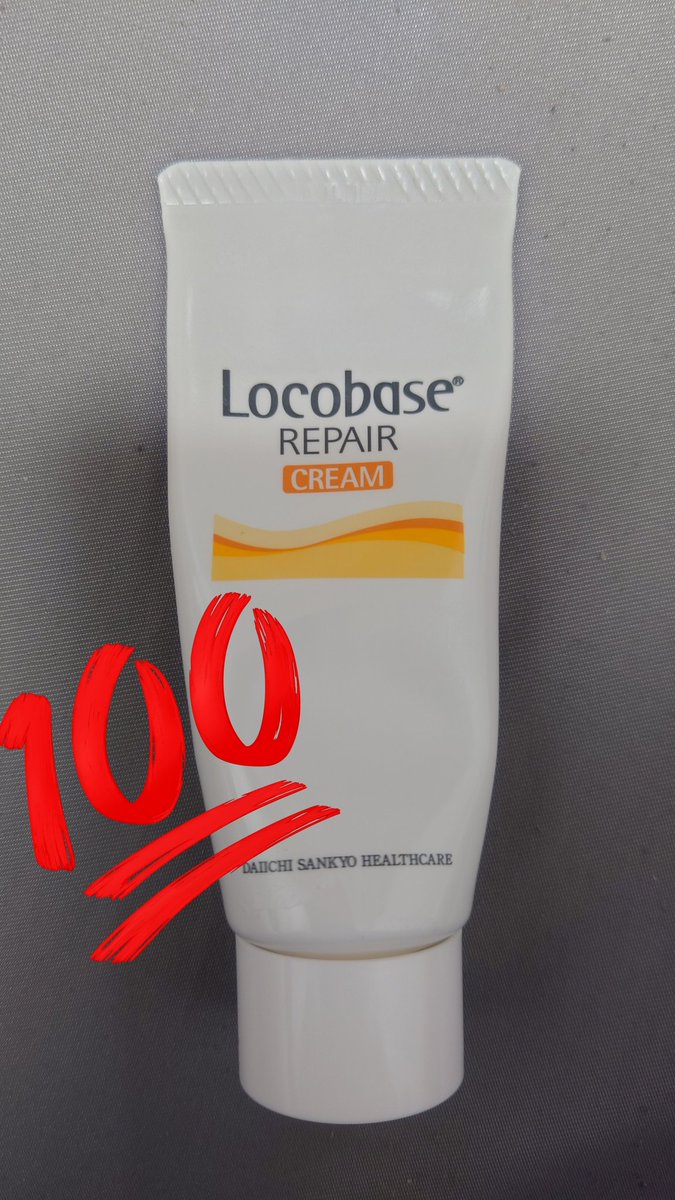 Locobase®
REPAIR
CREAM
100
DAIICHI SANKYO HEALTHCARE